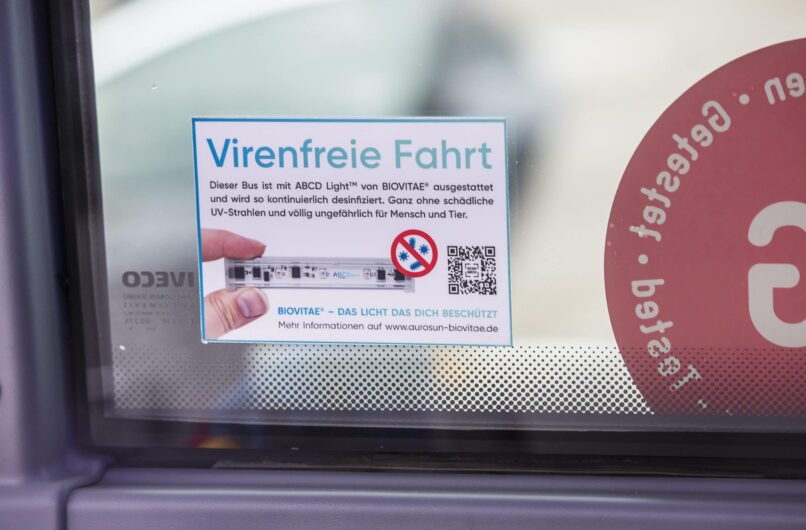 Virenfreie Fahrt
Dieser Bus ist mit ABCD Light™ von BIOVITAE® ausgestattet
und wird so kontinuierlich desinfiziert. Ganz ohne schädliche
UV-Strahlen und völlig ungefährlich für Mensch und Tier.
ABCD
BIOVITAE® – DAS LICHT DAS DICH BESCHÜTZT
Mehr Informationen auf www.aurosun-biovitae.de
IVECO
Getestet
Tested
G